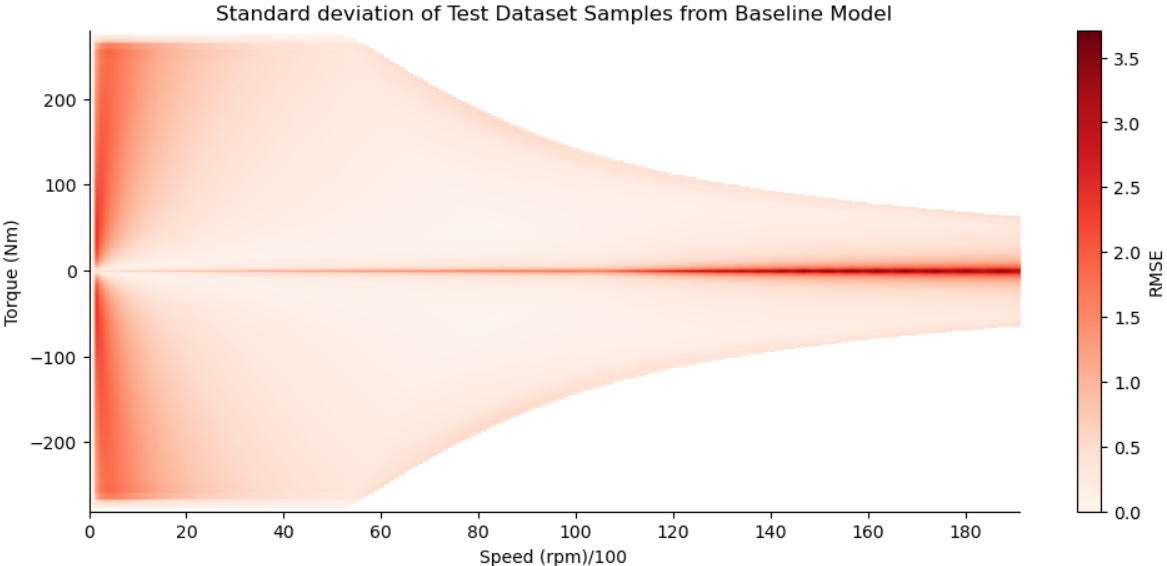 Standard deviation of Test Dataset Samples from Baseline Model
Torque (Nm)
200
100
0
−100
−200
0 20 40 60 80 100 120 140 160 180
Speed (rpm)/100
3.5
3.0
2.5
2.0
1.5
1.0
0.5
0.0
RMSE